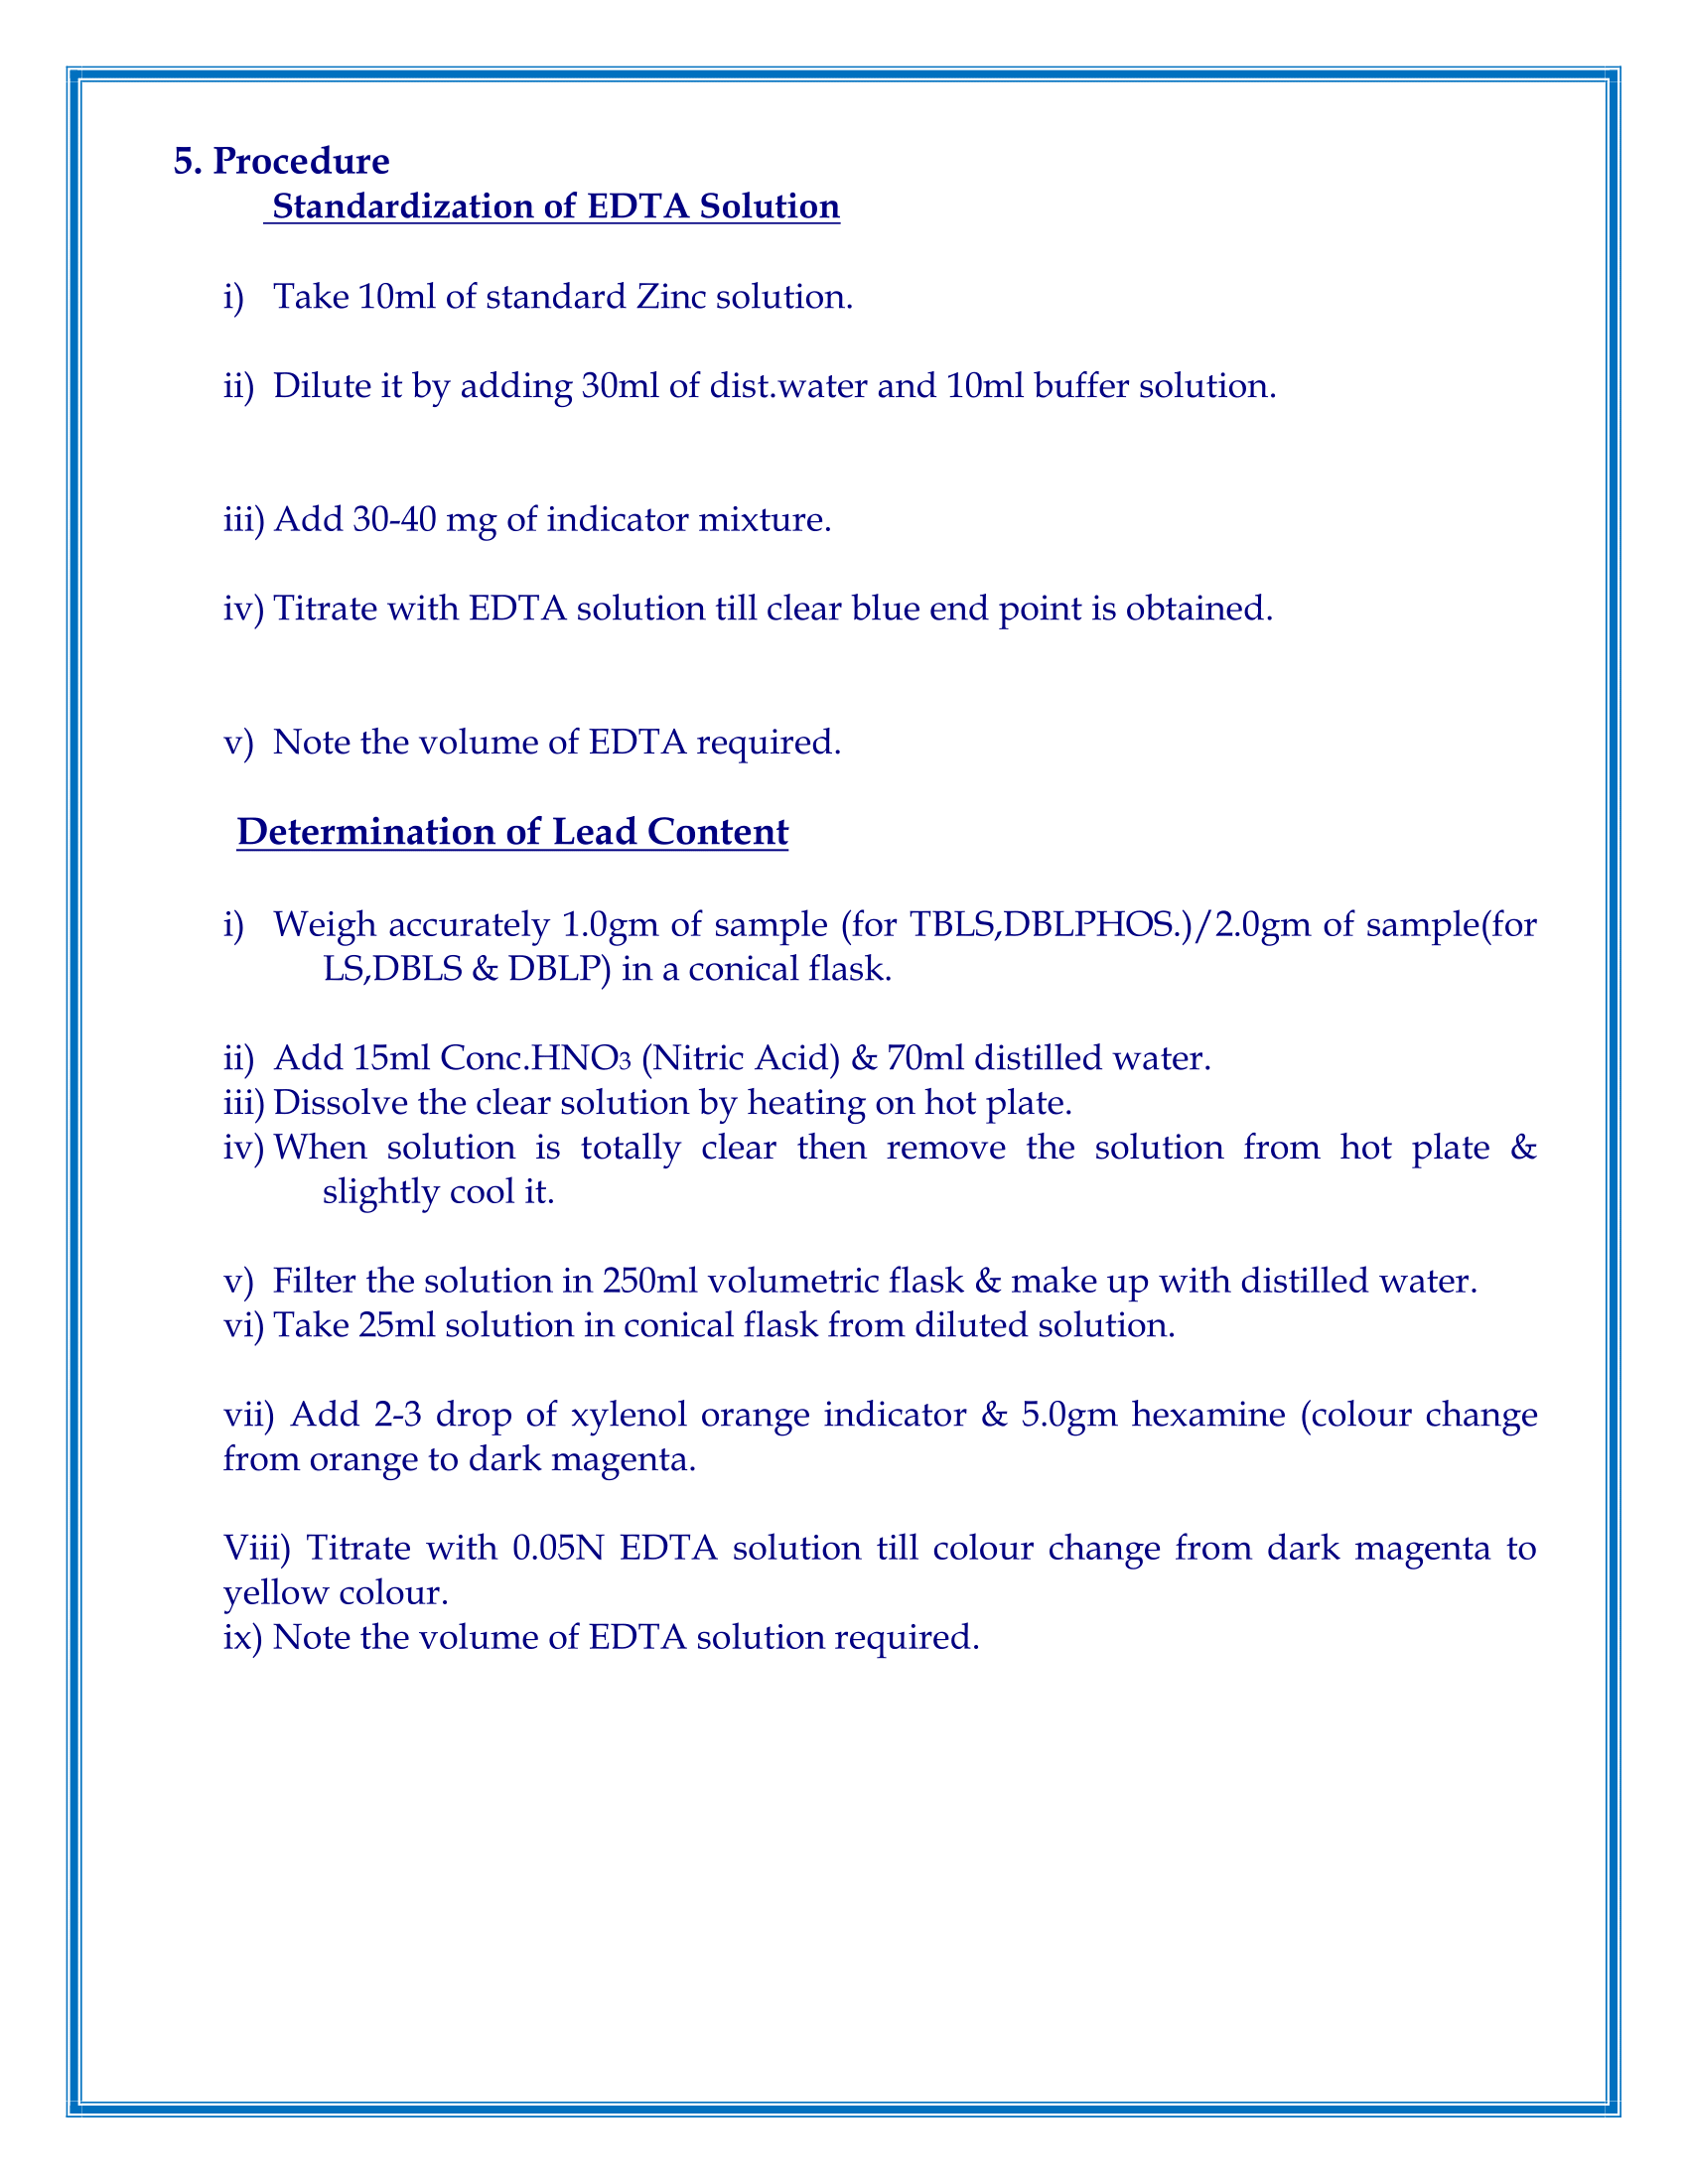 5. Procedure
Standardization of EDTA Solution
i) Take 10ml of standard Zinc solution.
ii) Dilute it by adding 30ml of dist.water and 10ml buffer solution.
iii) Add 30-40 mg of indicator mixture.
iv) Titrate with EDTA solution till clear blue end point is obtained.
v) Note the volume of EDTA required.
Determination of Lead Content
i) Weigh accurately 1.0gm of sample (for TBLS,DBLPHOS.)/2.0gm of sample(for
LS,DBLS & DBLP) in a conical flask.
ii) Add 15ml Conc.HNO3 (Nitric Acid) & 70ml distilled water.
iii) Dissolve the clear solution by heating on hot plate.
iv) When solution is totally clear then remove the solution from hot plate &
slightly cool it.
v) Filter the solution in 250ml volumetric flask & make up with distilled water.
vi) Take 25ml solution in conical flask from diluted solution.
vii) Add 2-3 drop of xylenol orange indicator & 5.0gm hexamine (colour change
from orange to dark magenta.
Viii) Titrate with 0.05N EDTA solution till colour change from dark magenta to
yellow colour.
ix) Note the volume of EDTA solution required.